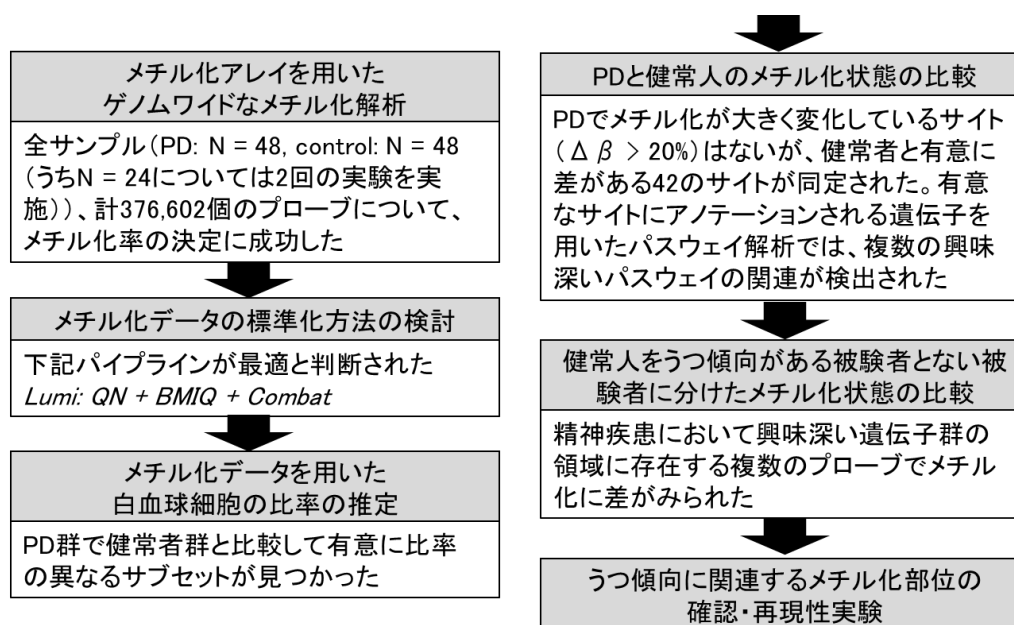 メチル化アレイを用いた
ゲノムワイドなメチル化解析
全サンプル（PD: N = 48, control: N = 48
（うちN = 24については2回の実験を実
施））、計376,602個のプローブについて、
メチル化率の決定に成功した
メチル化データの標準化方法の検討
下記パイプラインが最適と判断された
Lumi: QN + BMIQ + Combat
メチル化データを用いた
白血球細胞の比率の推定
PD群で健常者群と比較して有意に比率
の異なるサブセットが見つかった
PDと健常人のメチル化状態の比較
PDでメチル化が大きく変化しているサイト
（Δβ > 20%）はないが、健常者と有意に
差がある42のサイトが同定された。有意
なサイトにアノテーションされる遺伝子を
用いたパスウェイ解析では、複数の興味
深いパスウェイの関連が検出された
健常人をうつ傾向がある被験者とない被
験者に分けたメチル化状態の比較
精神疾患において興味深い遺伝子群の
領域に存在する複数のプローブでメチル
化に差がみられた
うつ傾向に関連するメチル化部位の
確認・再現性実験